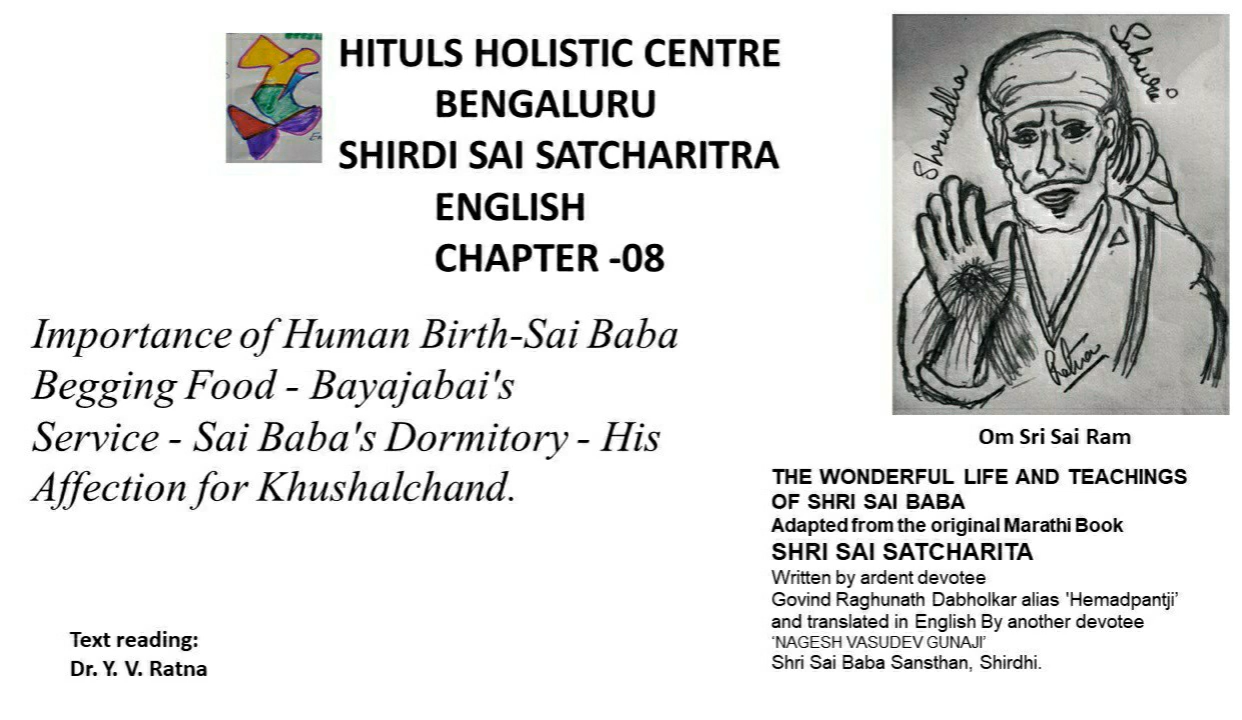 HITULS HOLISTIC CENTRE
BENGALURU
SHIRDI SAI SATCHARITRA
ENGLISH
CHAPTER -08
Importance of Human Birth-Sai Baba
Begging Food - Bayajabai's
Service - Sai Baba's Dormitory - His
Affection for Khushalchand.
Text reading:
Dr. Y. V. Ratna
Shraddha
Saburi
Ratna
Om Sri Sai Ram
THE WONDERFUL LIFE AND TEACHINGS
OF SHRI SAI BABA
Adapted from the original Marathi Book
SHRI SAI SATCHARITA
Written by ardent devotee
Govind Raghunath Dabholkar alias 'Hemadpantji’
and translated in English By another devotee
‘NAGESH VASUDEV GUNAJI’
Shri Sai Baba Sansthan, Shirdhi.